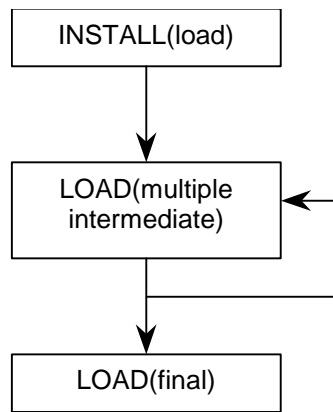 INSTALL(load)
LOAD(multiple
intermediate)
LOAD(final)